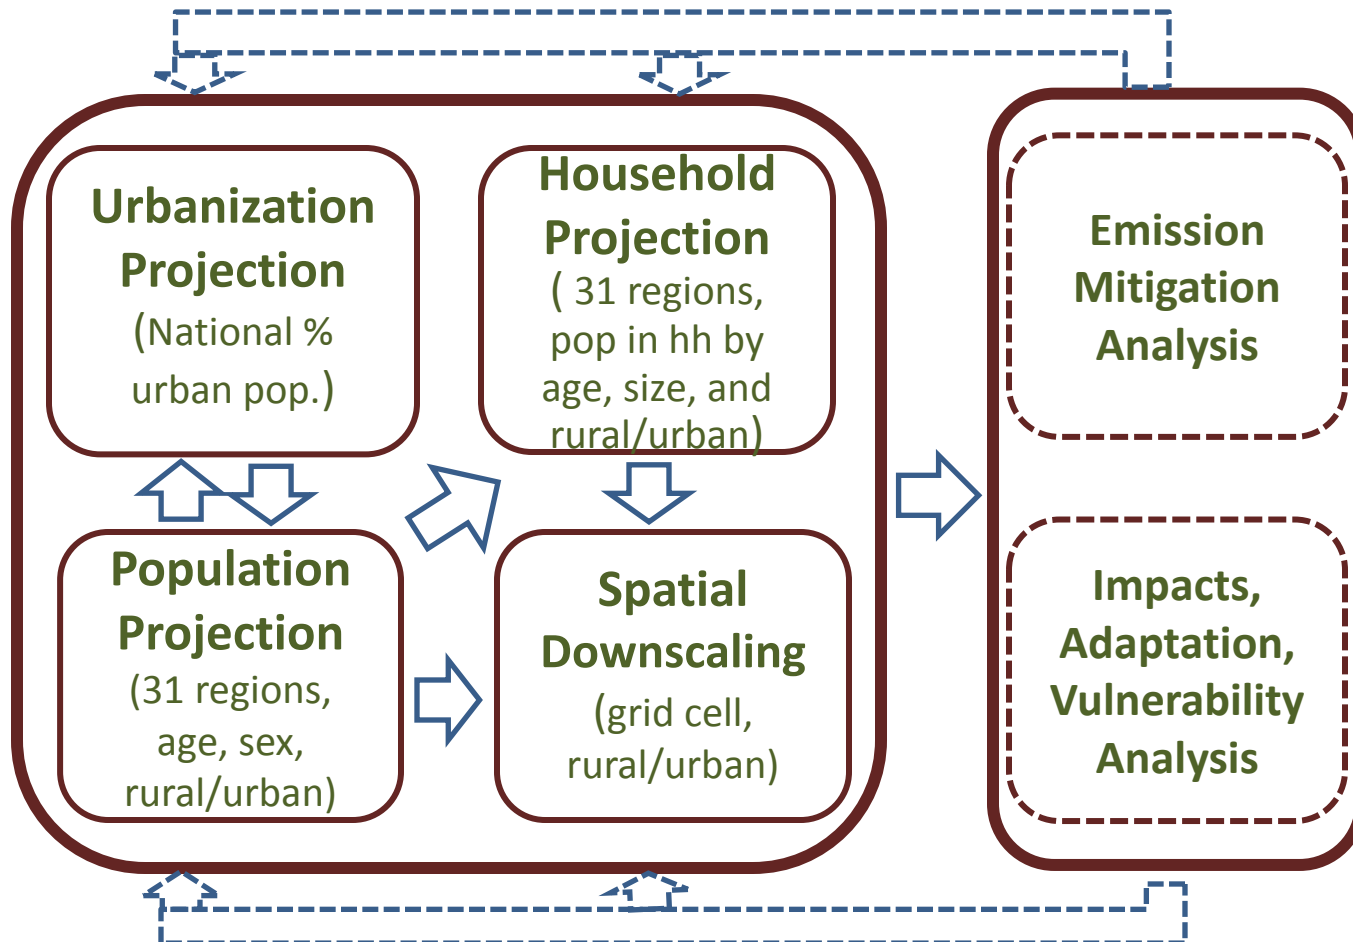 Urbanization
Projection
(National %
urban pop.)
Household
Projection
( 31 regions,
pop in hh by
age, size, and
rural/urban)
Population
Projection
(31 regions,
age, sex,
rural/urban)
Spatial
Downscaling
(grid cell,
rural/urban)
Emission
Mitigation
Analysis
Impacts,
Adaptation,
Vulnerability
Analysis